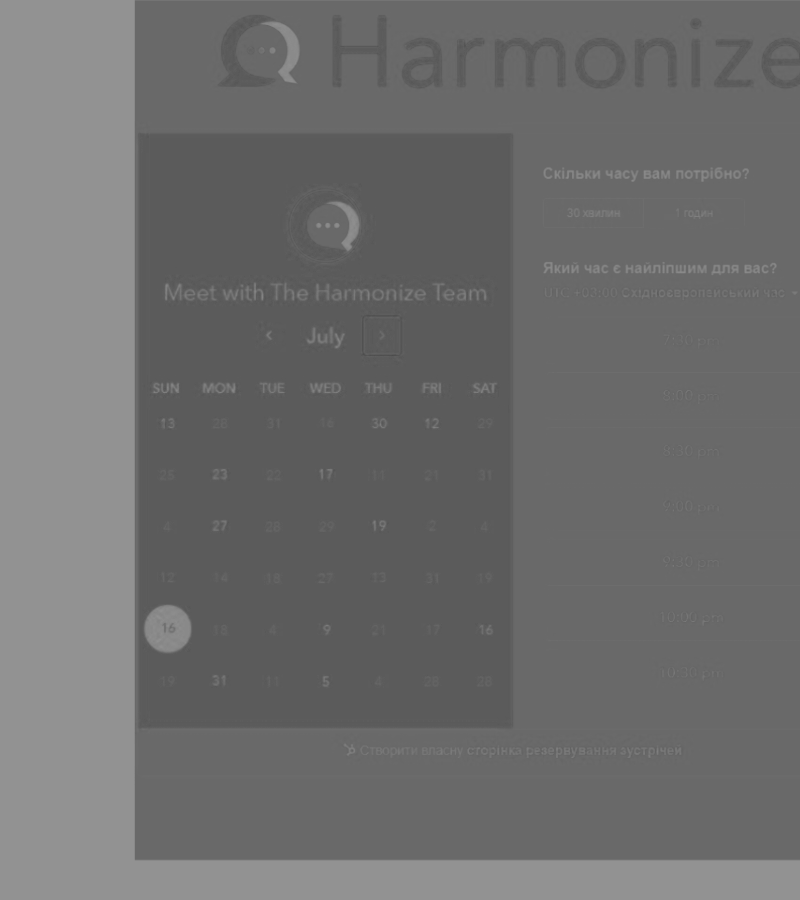 Harmonize
Meet with The Harmonize Team
July
SUN MON TUE WED THU FRI SAT
13 28 31 18 30 12 29
25 23 23 17 11 21 31
4 27 28 29 19 2 4
12 14 18 27 13 31 19
16 18 4 9 21 17 16
19 31 11 5 4 28 28
Скільки часу вам потрібно?
30 хвилин 1 годин
Який час є найліпшим для вас?
UTC +03:00 Східноєвропейський час
7:30 pm
8:00 pm
8:30 pm
9:00 pm
9:30 pm
10:00 pm
10:30 pm
Створити власну сторінка резервування зустрічей